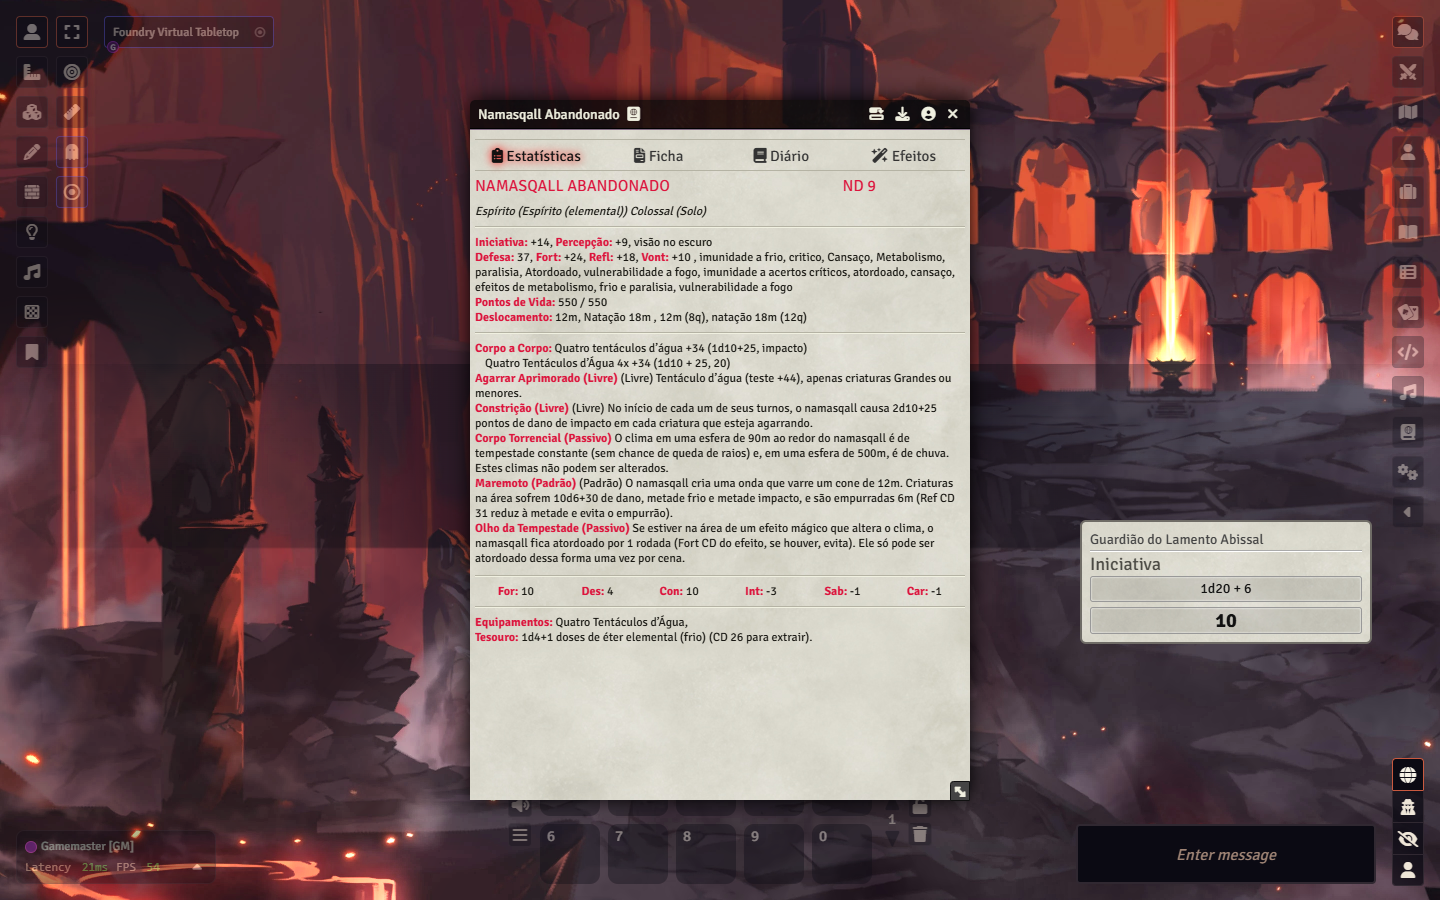 Foundry Virtual Tabletop
G
Namasqall Abandonado
Estatísticas
Ficha
Diário
Efeitos
NAMASQALL ABANDONADO
ND 9
Espírito (Espírito (elemental)) Colossal (Solo)
Iniciativa: +14, Percepção: +9, visão no escuro
Defesa: 37, Fort: +24, Refl: +18, Vont: +10 , imunidade a frio, critico, Cansaço, Metabolismo,
paralisia, Atordoado, vulnerabilidade a fogo, imunidade a acertos críticos, atordoado, cansaço,
efeitos de metabolismo, frio e paralisia, vulnerabilidade a fogo
Pontos de Vida: 550 / 550
Deslocamento: 12m, Natação 18m , 12m (8q), natação 18m (12q)
Corpo a Corpo: Quatro tentáculos d'água +34 (1d10+25, impacto)
Quatro Tentáculos d'Água 4x +34 (1d10 + 25, 20)
Agarrar Aprimorado (Livre) (Livre) Tentáculo d'água (teste +44), apenas criaturas Grandes ou
menores.
Constrição (Livre) (Livre) No início de cada um de seus turnos, o namasqall causa 2d10+25
pontos de dano de impacto em cada criatura que esteja agarrando.
Corpo Torrencial (Passivo) O clima em uma esfera de 90m ao redor do namasqall é de
tempestade constante (sem chance de queda de raios) e, em uma esfera de 500m, é de chuva.
Estes climas não podem ser alterados.
Maremoto (Padrão) (Padrão) O namasqall cria uma onda que varre um cone de 12m. Criaturas
na área sofrem 10d6+30 de dano, metade frio e metade impacto, e são empurradas 6m (Ref CD
31 reduz à metade e evita o empurrão).
Olho da Tempestade (Passivo) Se estiver na área de um efeito mágico que altera o clima, o
namasqall fica atordoado por 1 rodada (Fort CD do efeito, se houver, evita). Ele só pode ser
atordoado dessa forma uma vez por cena.
For: 10
Des: 4
Con: 10
Int: -3
Sab: -1
Car: -1
Equipamentos: Quatro Tentáculos d'Água,
Tesouro: 1d4+1 doses de éter elemental (frio) (CD 26 para extrair).
Guardião do Lamento Abissal
Iniciativa
1d20 + 6
10
6
7
8
9
0
1
Gamemaster [GM]
Latency 21ms FPS 54
Enter message